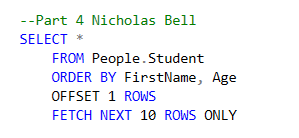 --Part 4 Nicholas Bell
SELECT *
FROM People.Student
ORDER BY FirstName, Age
OFFSET 1 ROWS
FETCH NEXT 10 ROWS ONLY